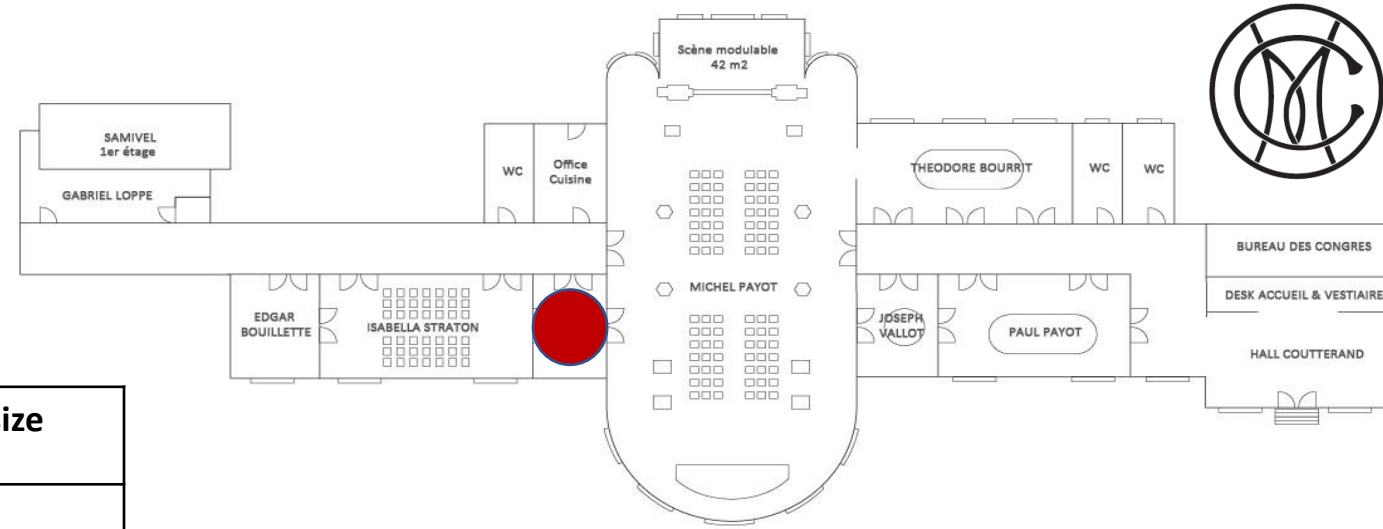 Scène modulable
42 m2
SAMIVEL
1er étage
GABRIEL LOPPE
WC
Office
Cuisine
THEODORE BOURRIT
WC
WC
BUREAU DES CONGRES
DESK ACCUEIL & VESTIAIRE
HALL COUTTERAND
MICHEL PAYOT
EDGAR
BOUILLETTE
ISABELLA STRATON
JOSEPH
VALLOT
PAUL PAYOT